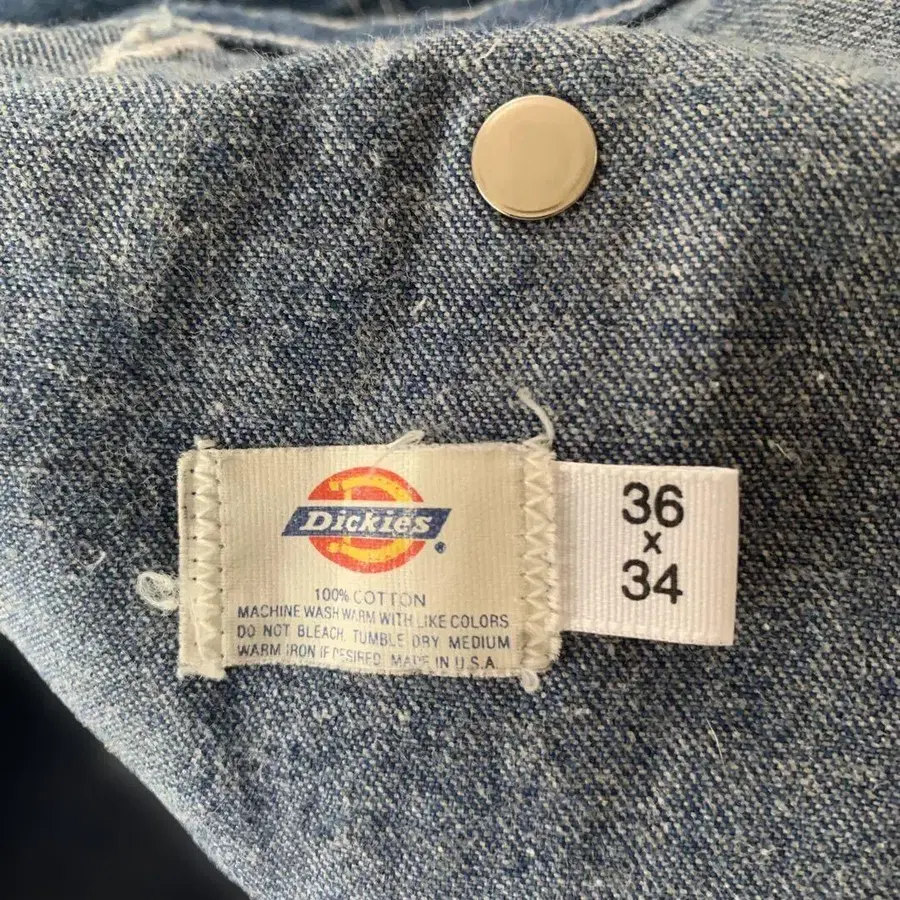 Dickies®
100% COTTON
MACHINE WASH WARM WITH LIKE COLORS
DO NOT BLEACH. TUMBLE DRY MEDIUM
WARM IRON IF DESIRED. MADE IN U.S.A.
36
x
34